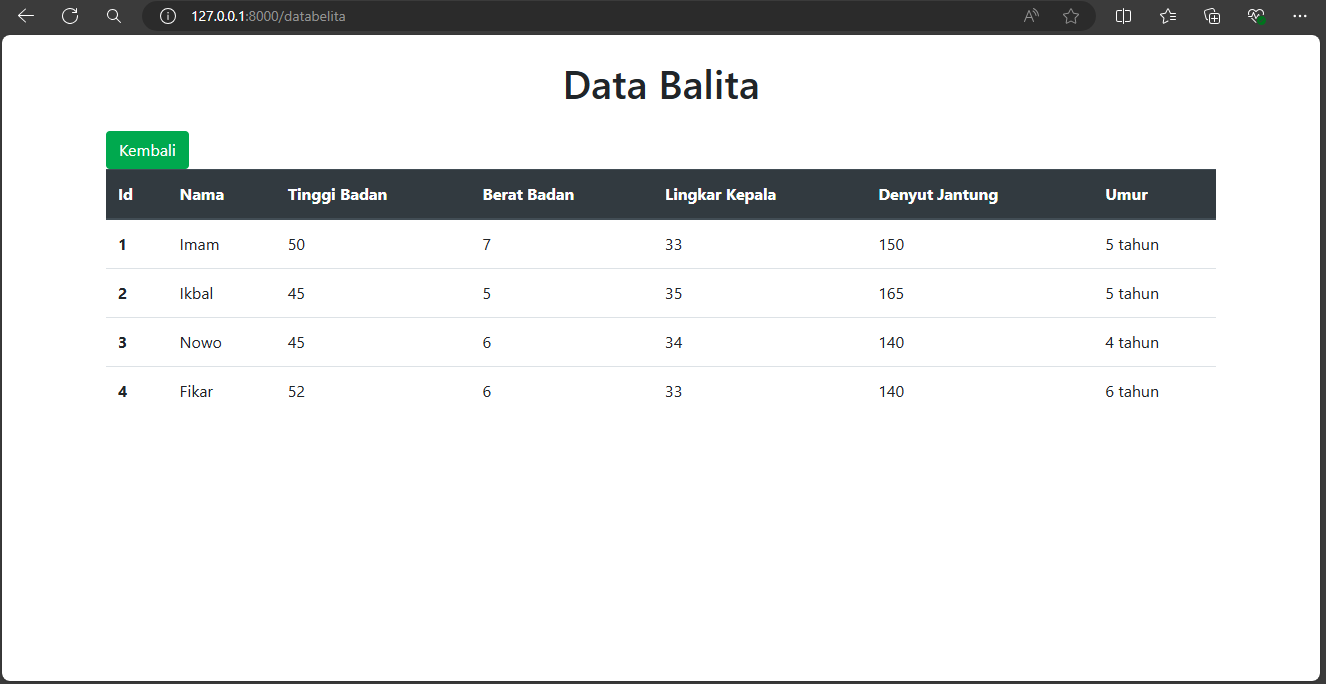 127.0.0.1:8000/databelita
Data Balita
Kembali
Id Nama Tinggi Badan Berat Badan Lingkar Kepala Denyut Jantung Umur
1 Imam 50 7 33 150 5 tahun
2 Ikbal 45 5 35 165 5 tahun
3 Nowo 45 6 34 140 4 tahun
4 Fikar 52 6 33 140 6 tahun